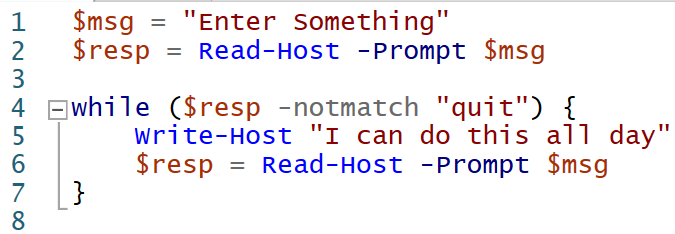 1 $msg = "Enter Something"
2 $resp = Read-Host -Prompt $msg
3
4 while ($resp -notmatch "quit") {
5     Write-Host "I can do this all day"
6     $resp = Read-Host -Prompt $msg
7 }
8